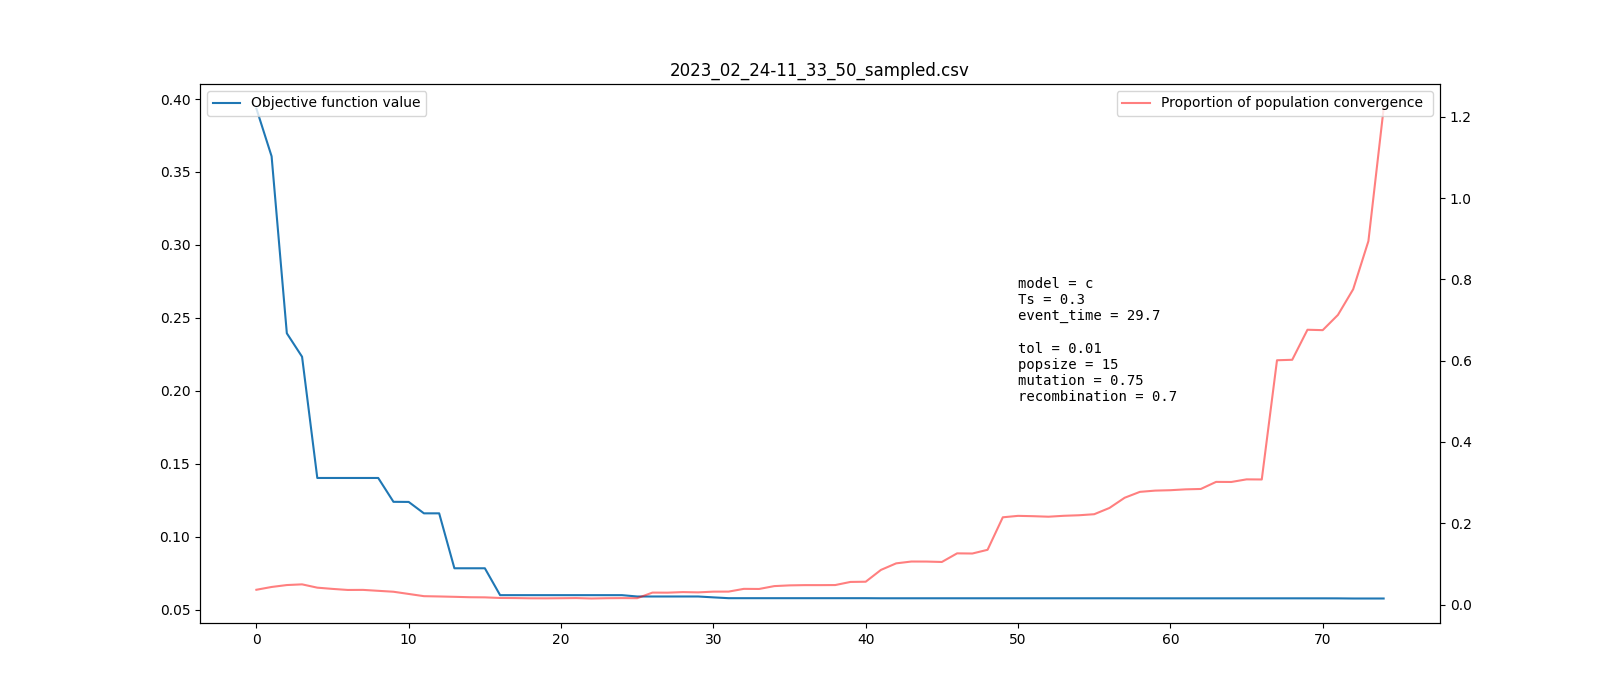 2023_02_24-11_33_50_sampled.csv
Objective function value
Proportion of population convergence
0.40
0.35
0.30
0.25
0.20
0.15
0.10
0.05
1.2
1.0
0.8
0.6
0.4
0.2
0.0
model = c
Ts = 0.3
event_time = 29.7
tol = 0.01
popsize = 15
mutation = 0.75
recombination = 0.7
0 10 20 30 40 50 60 70